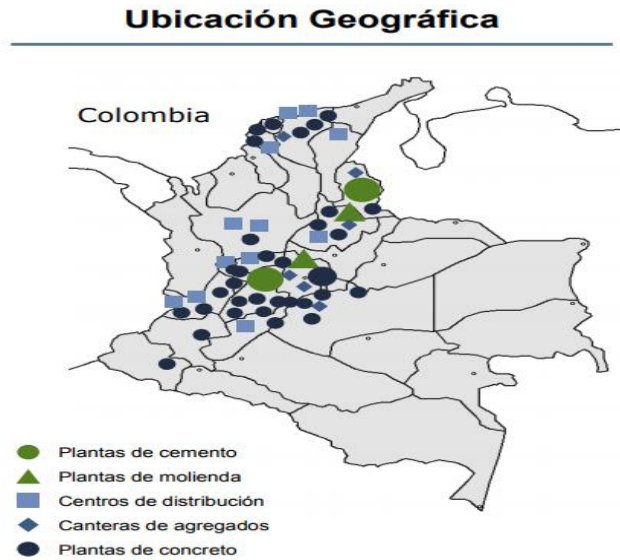 Ubicación Geográfica
Colombia
Plantas de cemento
Plantas de molienda
Centros de distribución
Canteras de agregados
Plantas de concreto